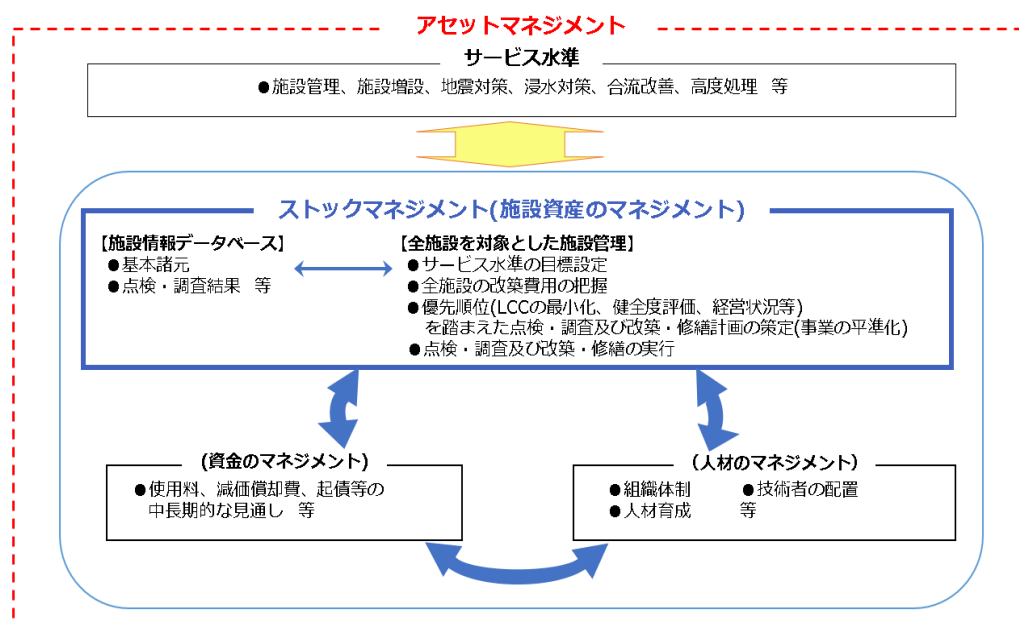 アセットマネジメント
サービス水準
●施設管理、施設増設、地震対策、浸水対策、合流改善、高度処理 等
ストックマネジメント(施設資産のマネジメント)
【施設情報データベース】
●基本諸元
●点検・調査結果 等
【全施設を対象とした施設管理】
●サービス水準の目標設定
●全施設の改築費用の把握
●優先順位(LCCの最小化、健全度評価、経営状況等)
を踏まえた点検・調査及び改築・修繕計画の策定(事業の平準化)
●点検・調査及び改築・修繕の実行
(資金のマネジメント)
●使用料、減価償却費、起債等の
中長期的な見通し 等
（人材のマネジメント）
●組織体制 ●技術者の配置
●人材育成 等